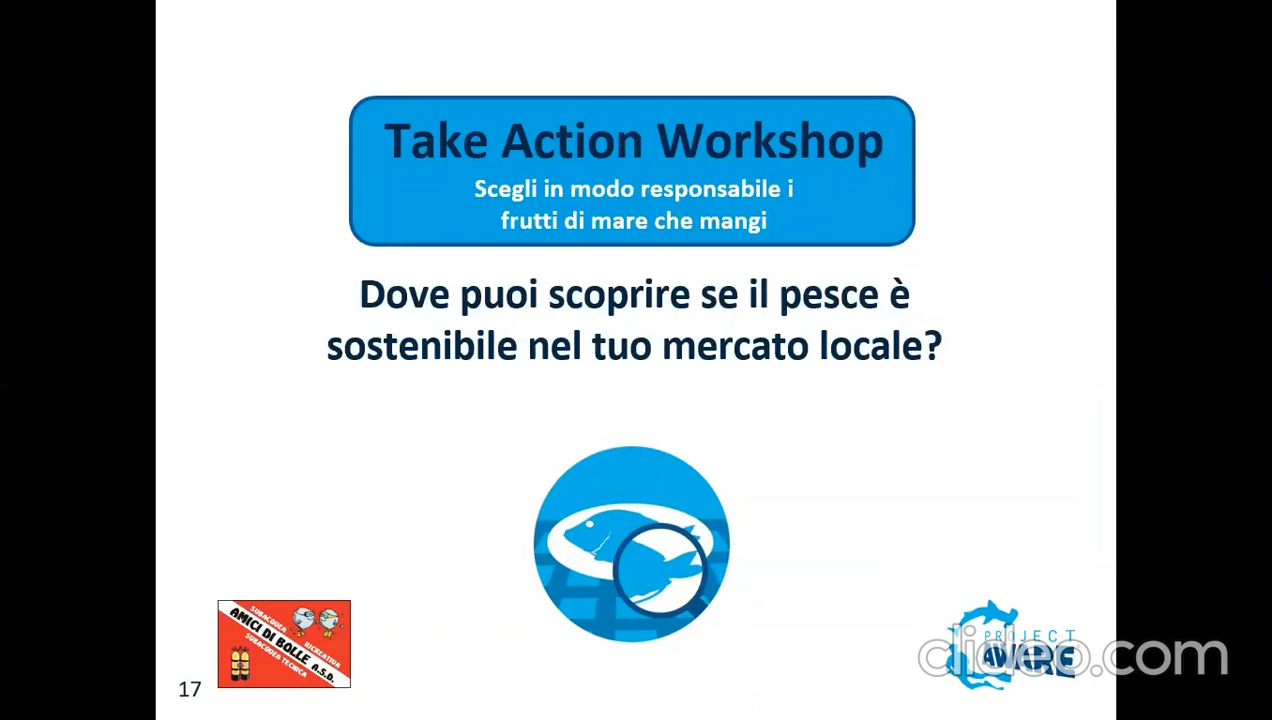 Take Action Workshop
Scegli in modo responsabile i
frutti di mare che mangi
Dove puoi scoprire se il pesce è
sostenibile nel tuo mercato locale?
SUBACQUEA
RICREATIVA
AMICI DI BOLLE A.S.D.
SUBACQUEA TECNICA
PROJECT
AWARE
clideo.com
17